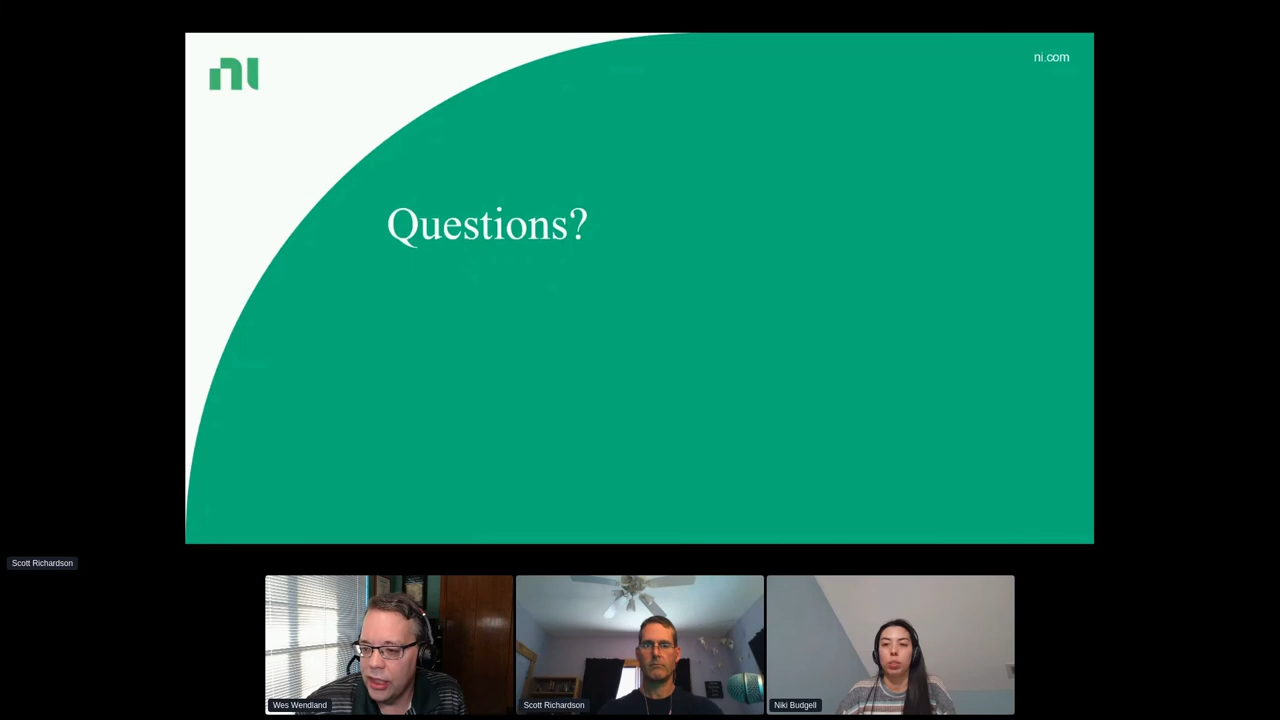 ni
ni.com
Questions?
Scott Richardson
Wes Wendland
Scott Richardson
Niki Budgell